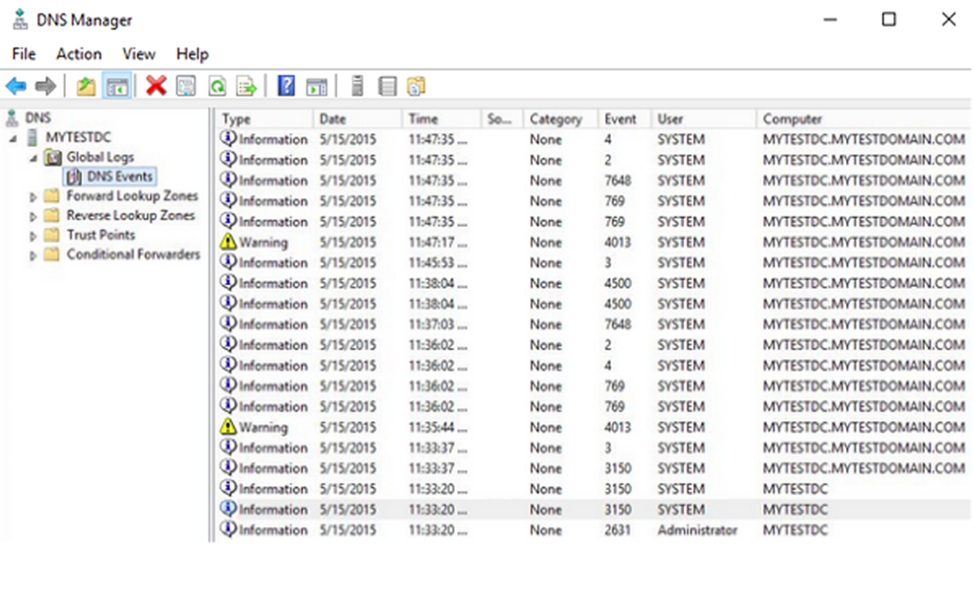 DNS Manager
File Action View Help
DNS
MYTESTDC
Global Logs
DNS Events
Forward Lookup Zones
Reverse Lookup Zones
Trust Points
Conditional Forwarders
Type Date Time So... Category Event User Computer
Information 5/15/2015 11:47:35 ... None 4 SYSTEM MYTESTDC.MYTESTDOMAIN.COM
Information 5/15/2015 11:47:35 ... None 2 SYSTEM MYTESTDC.MYTESTDOMAIN.COM
Information 5/15/2015 11:47:35 ... None 7648 SYSTEM MYTESTDC.MYTESTDOMAIN.COM
Information 5/15/2015 11:47:35 ... None 769 SYSTEM MYTESTDC.MYTESTDOMAIN.COM
Information 5/15/2015 11:47:35 ... None 769 SYSTEM MYTESTDC.MYTESTDOMAIN.COM
Warning 5/15/2015 11:47:17 ... None 4013 SYSTEM MYTESTDC.MYTESTDOMAIN.COM
Information 5/15/2015 11:45:53 ... None 3 SYSTEM MYTESTDC.MYTESTDOMAIN.COM
Information 5/15/2015 11:38:04 ... None 4500 SYSTEM MYTESTDC.MYTESTDOMAIN.COM
Information 5/15/2015 11:38:04 ... None 4500 SYSTEM MYTESTDC.MYTESTDOMAIN.COM
Information 5/15/2015 11:37:03 ... None 7648 SYSTEM MYTESTDC.MYTESTDOMAIN.COM
Information 5/15/2015 11:36:02 ... None 2 SYSTEM MYTESTDC.MYTESTDOMAIN.COM
Information 5/15/2015 11:36:02 ... None 4 SYSTEM MYTESTDC.MYTESTDOMAIN.COM
Information 5/15/2015 11:36:02 ... None 769 SYSTEM MYTESTDC.MYTESTDOMAIN.COM
Information 5/15/2015 11:36:02 ... None 769 SYSTEM MYTESTDC.MYTESTDOMAIN.COM
Warning 5/15/2015 11:35:44 ... None 4013 SYSTEM MYTESTDC.MYTESTDOMAIN.COM
Information 5/15/2015 11:33:37 ... None 3 SYSTEM MYTESTDC.MYTESTDOMAIN.COM
Information 5/15/2015 11:33:37 ... None 3150 SYSTEM MYTESTDC.MYTESTDOMAIN.COM
Information 5/15/2015 11:33:20 ... None 3150 SYSTEM MYTESTDC
Information 5/15/2015 11:33:20 ... None 3150 SYSTEM MYTESTDC
Information 5/15/2015 11:33:20 ... None 2631 Administrator MYTESTDC